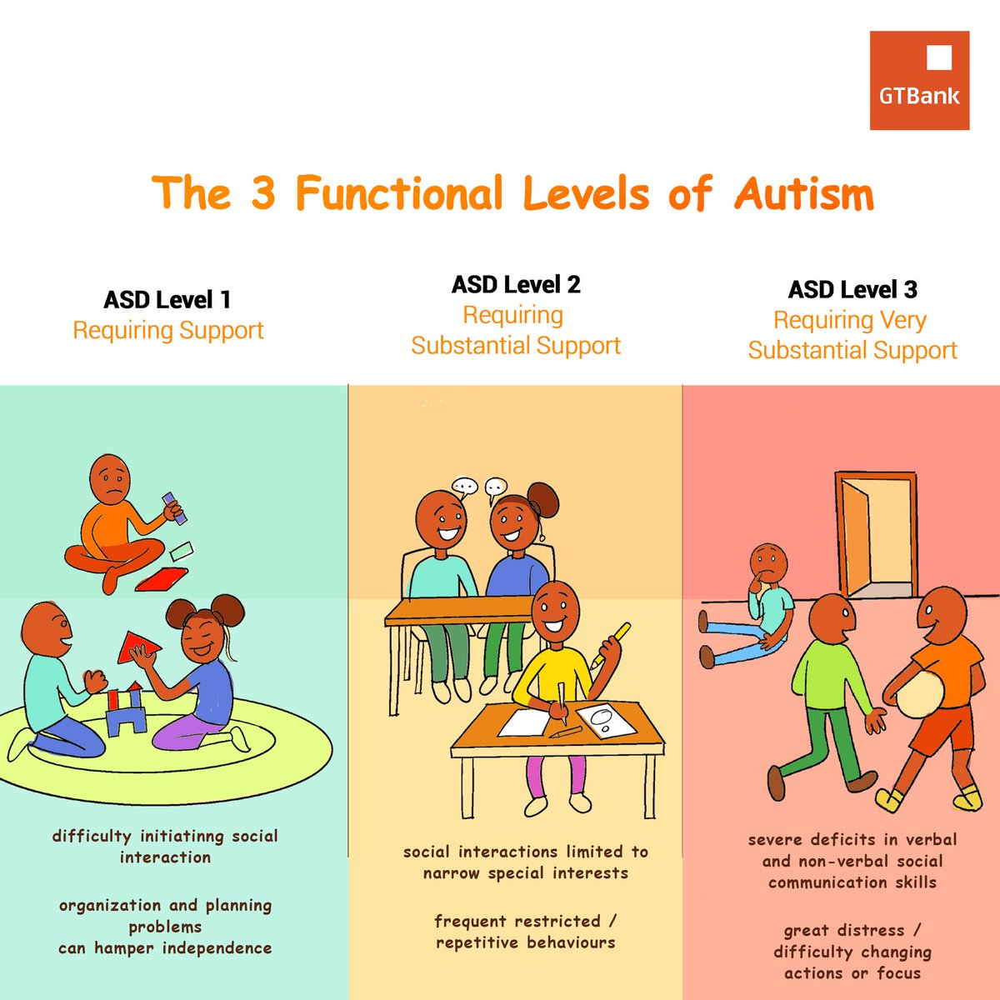 GTBank
The 3 Functional Levels of Autism
ASD Level 1
Requiring Support
ASD Level 2
Requiring
Substantial Support
ASD Level 3
Requiring Very
Substantial Support
difficulty initiatinng social
interaction
organization and planning
problems
can hamper independence
social interactions limited to
narrow special interests
frequent restricted /
repetitive behaviours
severe deficits in verbal
and non-verbal social
communication skills
great distress /
difficulty changing
actions or focus